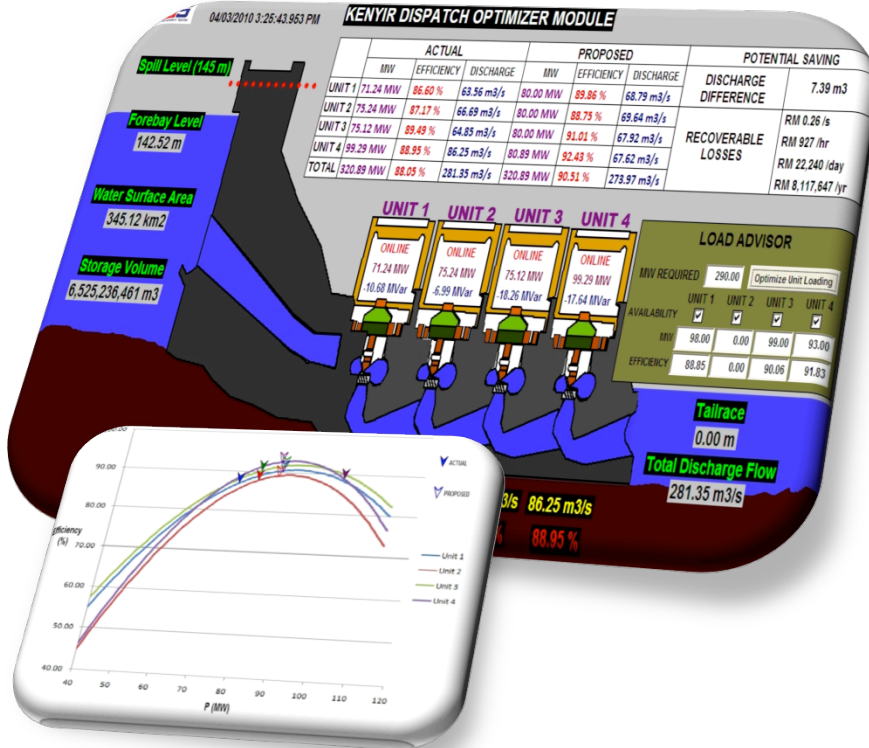 04/03/2010 3:25:43.953 PM
KENYIR DISPATCH OPTIMIZER MODULE
ACTUAL PROPOSED POTENTIAL SAVING
MW EFFICIENCY DISCHARGE MW EFFICIENCY DISCHARGE DISCHARGE DIFFERENCE 7.39 m3
UNIT 1 71.24 MW 86.60 % 63.56 m3/s 80.00 MW 89.86 % 68.79 m3/s
UNIT 2 75.24 MW 87.17 % 66.69 m3/s 80.00 MW 88.75 % 69.64 m3/s
UNIT 3 75.12 MW 89.49 % 64.85 m3/s 80.00 MW 91.01 % 67.92 m3/s
UNIT 4 99.29 MW 88.95 % 86.25 m3/s 80.89 MW 92.43 % 67.62 m3/s
TOTAL 320.89 MW 88.05 % 281.35 m3/s 320.89 MW 90.51 % 273.97 m3/s
RECOVERABLE LOSSES
RM 0.26 /s
RM 927 /hr
RM 22,240 /day
RM 8,117,647 /yr
Spill Level (145 m)
Forebay Level
142.52 m
Water Surface Area
345.12 km2
Storage Volume
6,525,236,461 m3
UNIT 1 UNIT 2 UNIT 3 UNIT 4
ONLINE ONLINE ONLINE ONLINE
71.24 MW 75.24 MW 75.12 MW 99.29 MW
-10.68 MVar -6.99 MVar -18.26 MVar -17.64 MVar
LOAD ADVISOR
MW REQUIRED 290.00 Optimize Unit Loading
UNIT 1 UNIT 2 UNIT 3 UNIT 4
AVAILABILITY
MW 98.00 0.00 99.00 93.00
EFFICIENCY 88.85 0.00 90.06 91.83
Tailrace
0.00 m
Total Discharge Flow
281.35 m3/s
86.25 m3/s
88.95 %
90.00
80.00
70.00
60.00
50.00
40.00
(%)
40 50 60 70 80 90 100 110 120
P (MW)
ACTUAL
PROPOSED
Unit 1
Unit 2
Unit 3
Unit 4